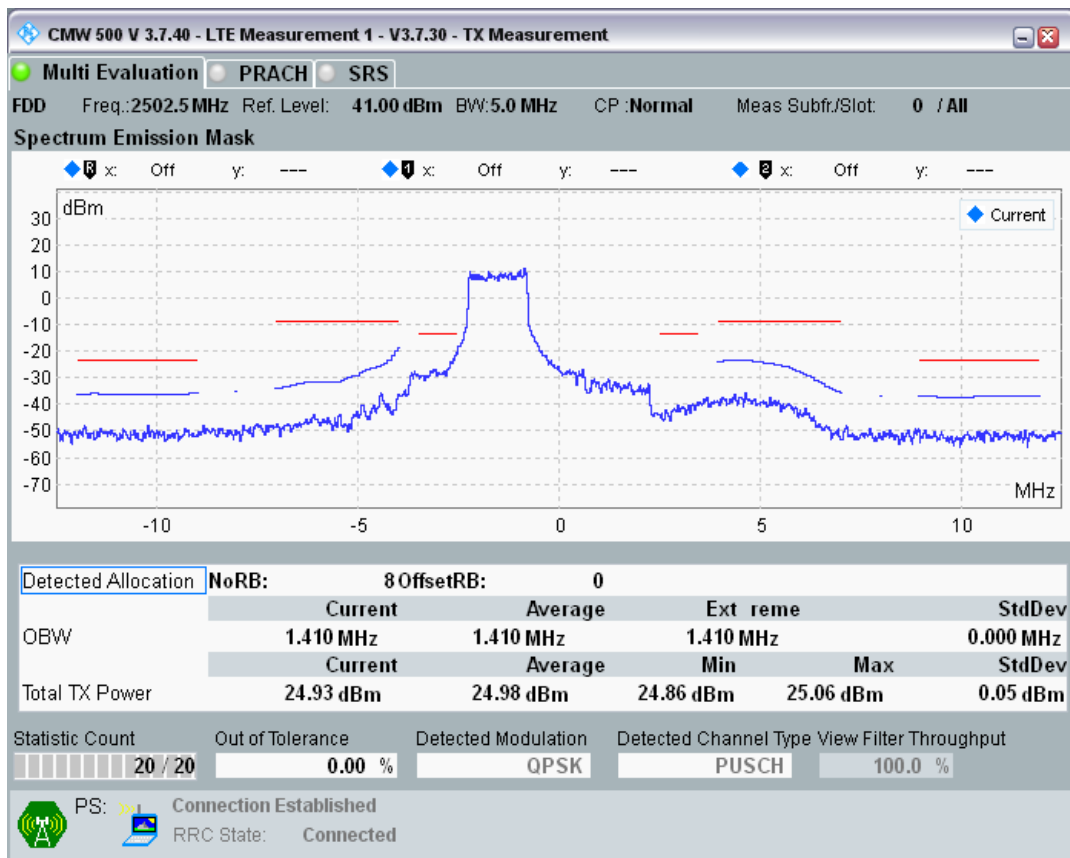 CMW 500 V 3.7.40 - LTE Measurement 1 - V3.7.30 - TX Measurement
Multi Evaluation PRACH SRS
FDD Freq.:2502.5 MHz Ref. Level: 41.00 dBm BW:5.0 MHz CP :Normal Meas Subfr./Slot: 0 / All
Spectrum Emission Mask
R x: Off y: --- 1 x: Off y: --- 2 x: Off y: ---
dBm
Current
30
20
10
0
-10
-20
-30
-40
-50
-60
-70
MHz
-10 -5 0 5 10
Detected Allocation NoRB: 8 OffsetRB: 0
Current Average Ext reme StdDev
OBW 1.410 MHz 1.410 MHz 1.410 MHz 0.000 MHz
Current Average Min Max StdDev
Total TX Power 24.93 dBm 24.98 dBm 24.86 dBm 25.06 dBm 0.05 dBm
Statistic Count Out of Tolerance Detected Modulation Detected Channel Type View Filter Throughput
20 / 20 0.00 % QPSK PUSCH 100.0 %
PS: Connection Established
RRC State: Connected